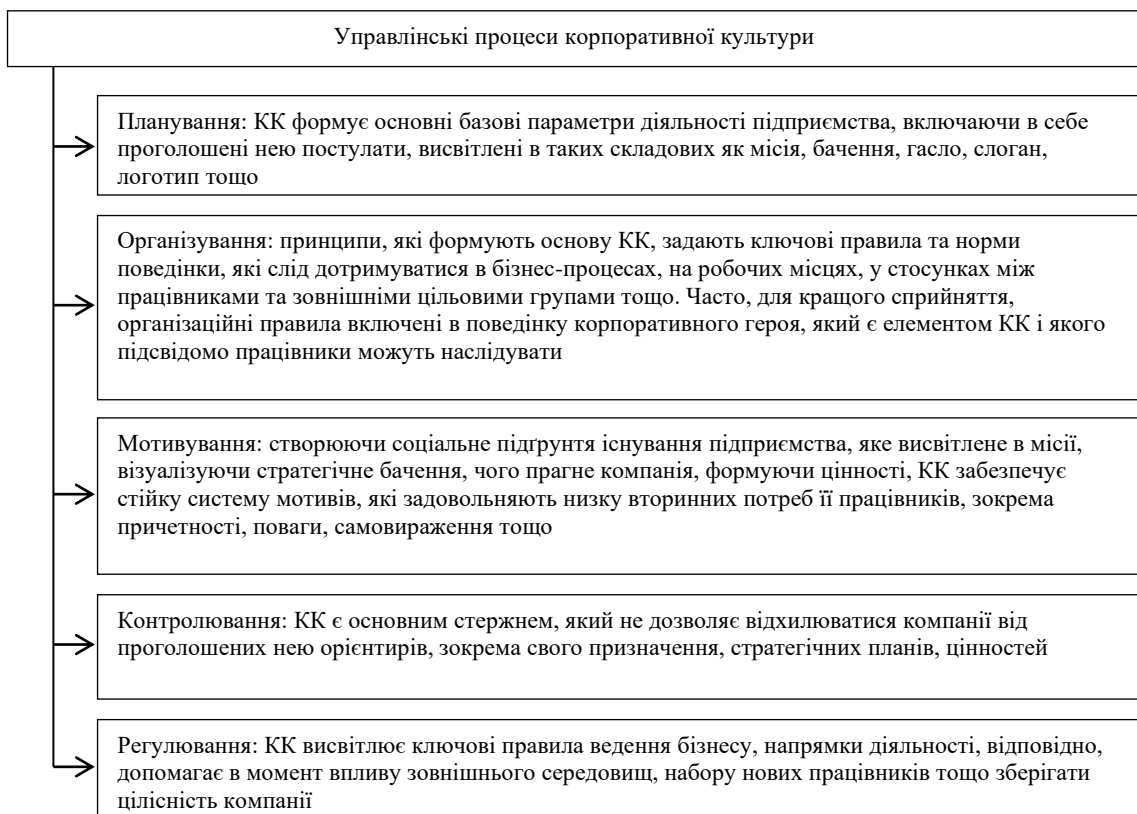 Управлінські процеси корпоративної культури
Планування: КК формує основні базові параметри діяльності підприємства, включаючи в себе
проголошені нею постулати, висвітлені в таких складових як місія, бачення, гасло, слоган,
логотип тощо
Організування: принципи, які формують основу КК, задають ключові правила та норми
поведінки, які слід дотримуватися в бізнес-процесах, на робочих місцях, у стосунках між
працівниками та зовнішніми цільовими групами тощо. Часто, для кращого сприйняття,
організаційні правила включені в поведінку корпоративного героя, який є елементом КК і якого
підсвідомо працівники можуть наслідувати
Мотивування: створюючи соціальне підґрунтя існування підприємства, яке висвітлене в місії,
візуалізуючи стратегічне бачення, чого прагне компанія, формуючи цінності, КК забезпечує
стійку систему мотивів, які задовольняють низку вторинних потреб її працівників, зокрема
причетності, поваги, самовираження тощо
Контролювання: КК є основним стержнем, який не дозволяє відхилюватися компанії від
проголошених нею орієнтирів, зокрема свого призначення, стратегічних планів, цінностей
Регулювання: КК висвітлює ключові правила ведення бізнесу, напрямки діяльності, відповідно,
допомагає в момент впливу зовнішнього середовищ, набору нових працівників тощо зберігати
цілісність компанії